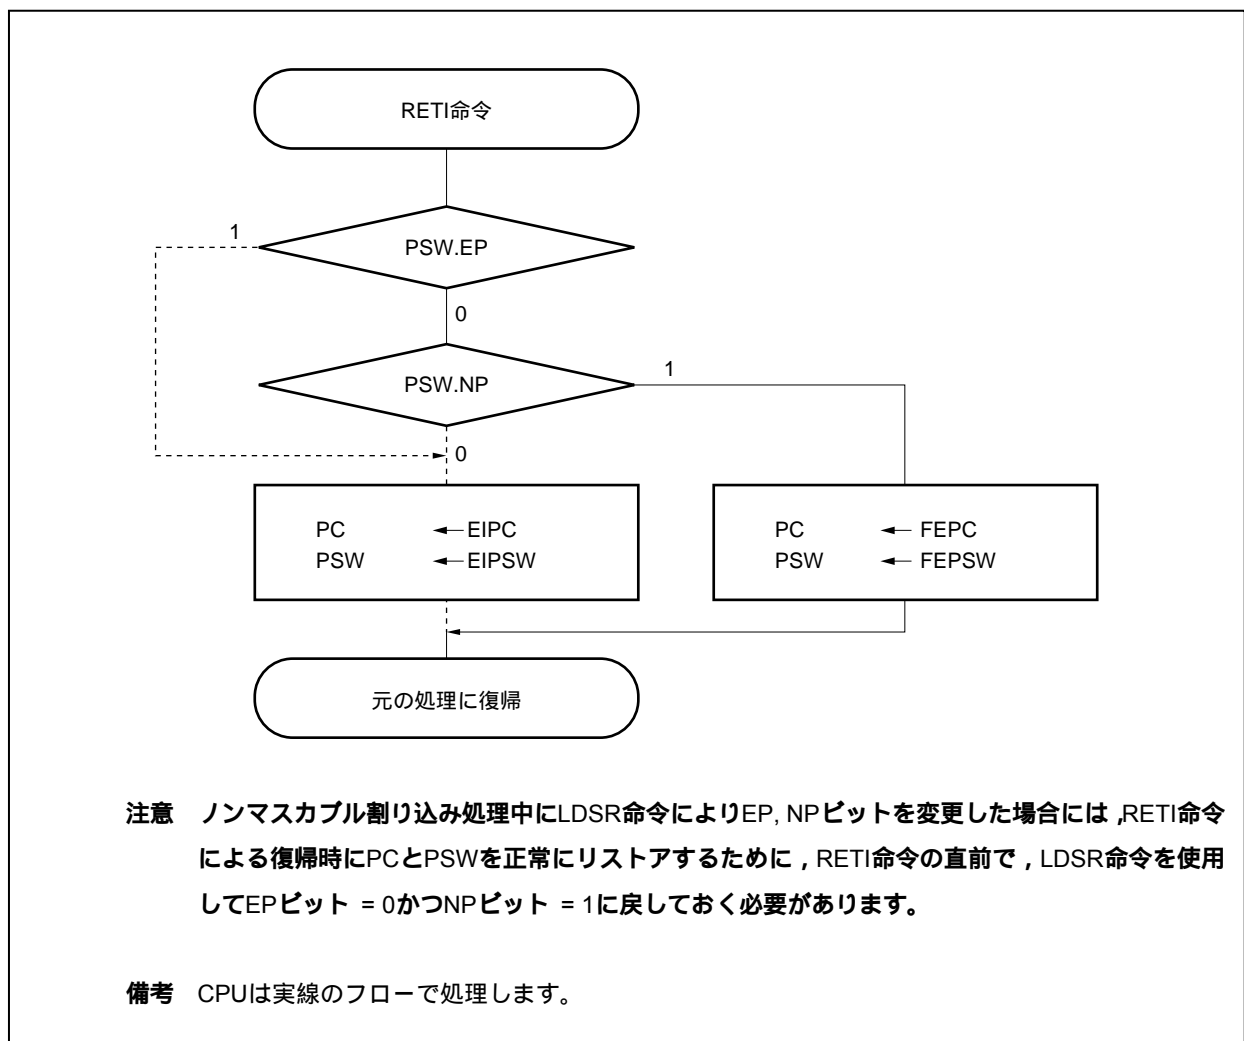 RETI命令
1
PSW.EP
0
PSW.NP
1
0
PC ← EIPC
PSW ← EIPSW
PC ← FEPC
PSW ← FEPSW
元の処理に復帰
注意 ノンマスカブル割り込み処理中にLDSR命令によりEP, NPビットを変更した場合には，RETI命令
による復帰時にPCとPSWを正常にリストアするために，RETI命令の直前で，LDSR命令を使用
してEPビット = 0かつNPビット = 1に戻しておく必要があります。
備考 CPUは実線のフローで処理します。